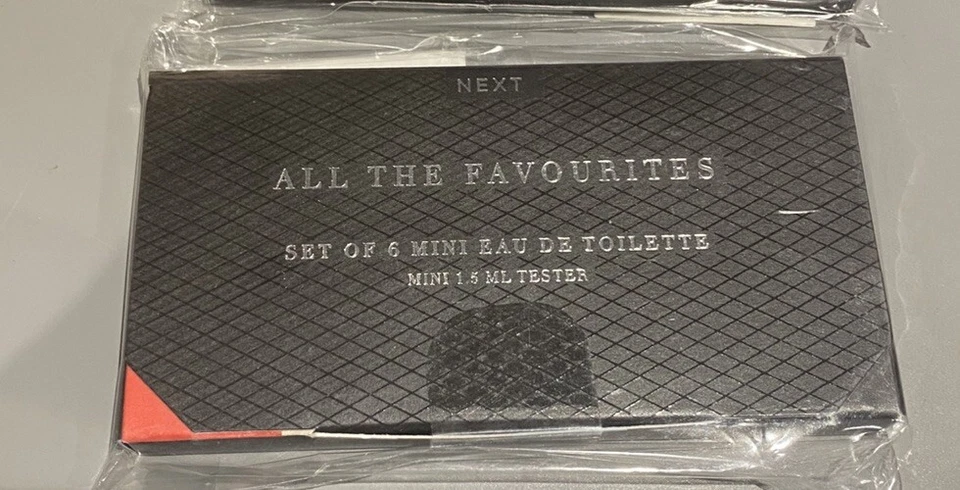 NEXT
ALL THE FAVOURITES
SET OF 6 MINI EAU DE TOILETTE
MINI 1.5 ML TESTER